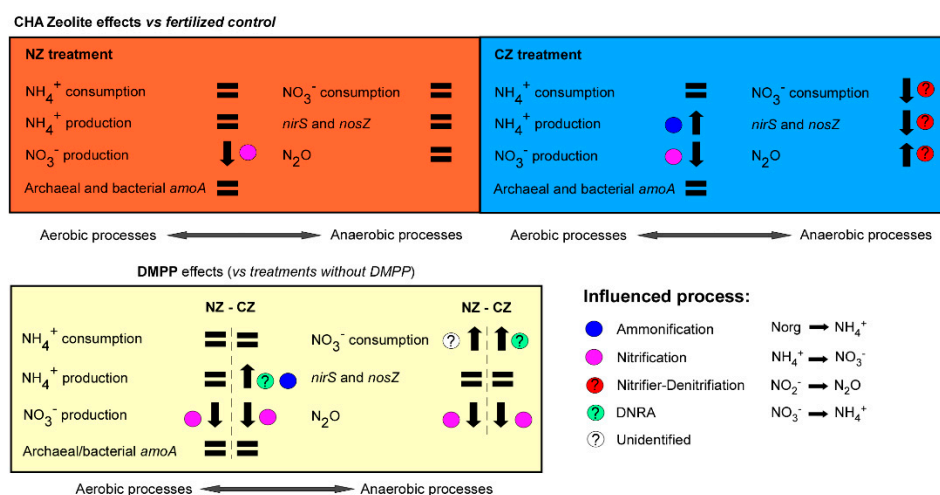 CHA Zeolite effects vs fertilized control
NZ treatment
NH₄⁺ consumption = NO₃⁻ consumption =
NH₄⁺ production = nirS and nosZ =
NO₃⁻ production ↓ N₂O =
Archaeal and bacterial amoA =
CZ treatment
NH₄⁺ consumption = NO₃⁻ consumption ↓ ?
NH₄⁺ production ↑ nirS and nosZ ↓ ?
NO₃⁻ production ↓ N₂O ↑ ?
Archaeal and bacterial amoA =
Aerobic processes Anaerobic processes
Aerobic processes Anaerobic processes
DMPP effects (vs treatments without DMPP)
NZ - CZ NZ - CZ
NH₄⁺ consumption = = NO₃⁻ consumption ? ↑ ↑ ?
NH₄⁺ production = ↑ ? nirS and nosZ = =
NO₃⁻ production ↓ ↓ N₂O ↓ ↓
Archaeal/bacterial amoA = =
Aerobic processes Anaerobic processes
Influenced process:
Ammonification Norg → NH₄⁺
Nitrification NH₄⁺ → NO₃⁻
? Nitrifier-Denitrifiation NO₂⁻ → N₂O
? DNRA NO₃⁻ → NH₄⁺
? Unidentified